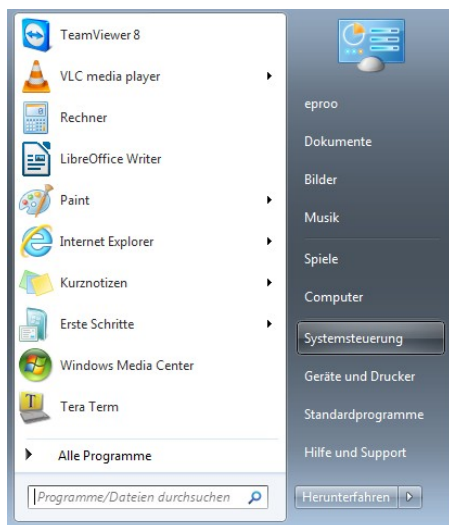 TeamViewer 8
VLC media player
Rechner
LibreOffice Writer
Paint
Internet Explorer
Kurznotizen
Erste Schritte
Windows Media Center
Tera Term
Alle Programme
Programme/Dateien durchsuchen
eproo
Dokumente
Bilder
Musik
Spiele
Computer
Systemsteuerung
Geräte und Drucker
Standardprogramme
Hilfe und Support
Herunterfahren